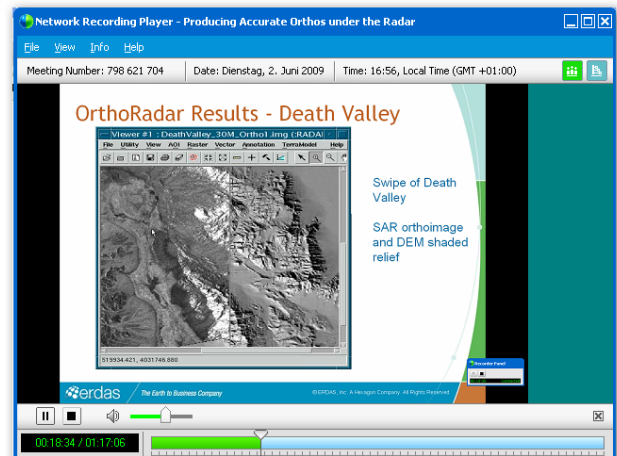 Network Recording Player - Producing Accurate Orthos under the Radar
File View Info Help
Meeting Number: 798 621 704 Date: Dienstag, 2. Juni 2009 Time: 16:56, Local Time (GMT +01:00)
OrthoRadar Results - Death Valley
Viewer #1 : DeathValley_30M_Ortho1.img (:RADA
File Utility View AOI Raster Vector Annotation TerraModel Help
Swipe of Death
Valley
SAR orthoimage
and DEM shaded
relief
519934.421, 4031746.880
Recorder Panel
erdas The Earth to Business Company ©ERDAS, Inc. A Hexagon Company. All Rights Reserved.
00:18:34 / 01:17:06